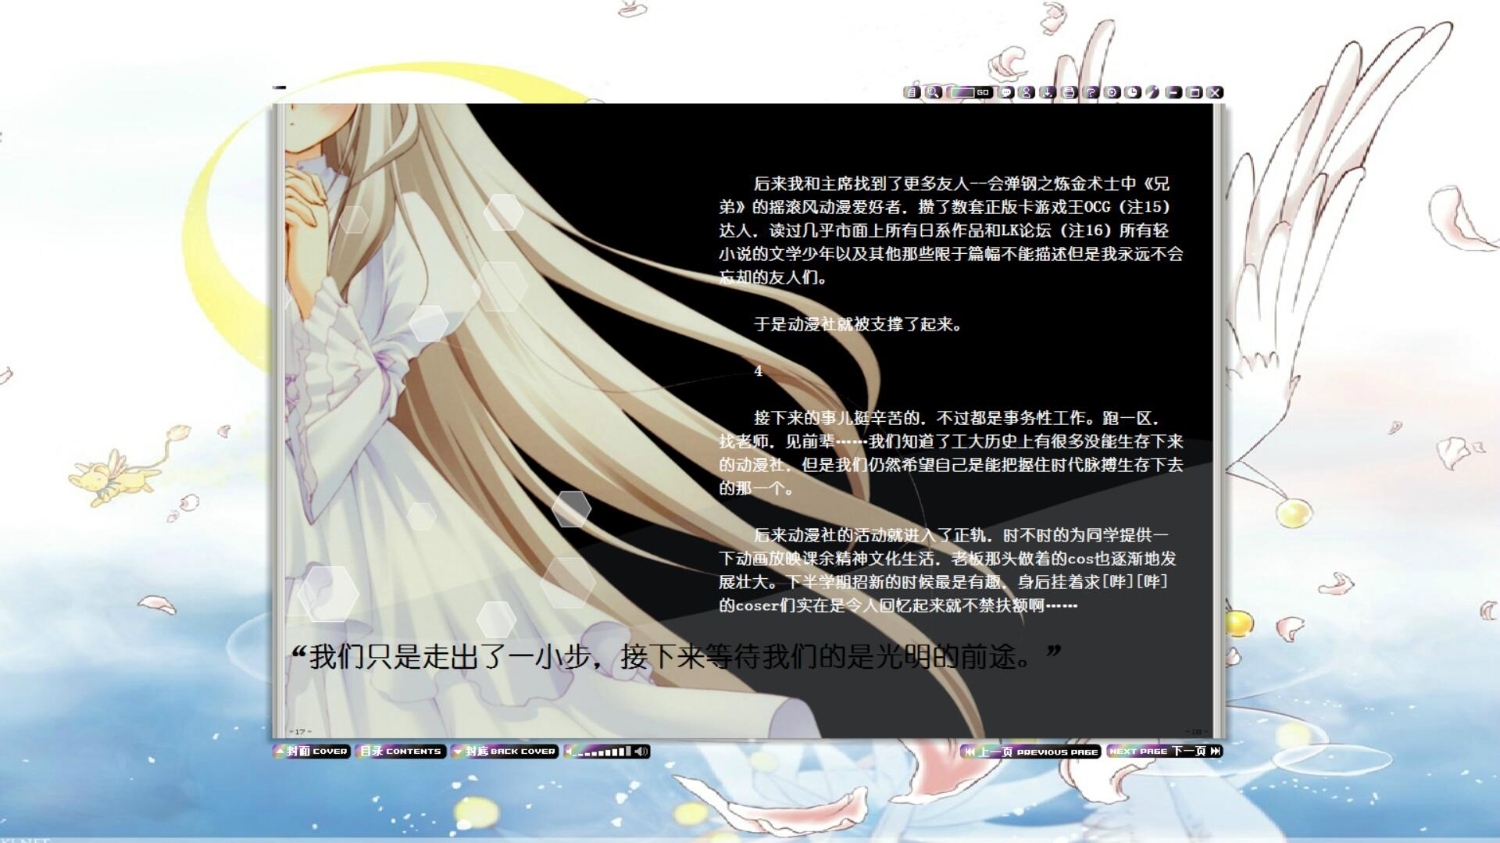 GO
后来我和主席找到了更多友人--会弹钢之炼金术士中《兄
弟》的摇滚风动漫爱好者，攒了数套正版卡游戏王OCG（注15）
达人，读过几乎市面上所有日系作品和LK论坛（注16）所有轻
小说的文学少年以及其他那些限于篇幅不能描述但是我永远不会
忘却的友人们。
于是动漫社就被支撑了起来。
4
接下来的事儿挺辛苦的，不过都是事务性工作。跑一区，
找老师，见前辈……我们知道了工大历史上有很多没能生存下来
的动漫社，但是我们仍然希望自己是能把握住时代脉搏生存下去
的那一个。
后来动漫社的活动就进入了正轨，时不时的为同学提供一
下动画放映课余精神文化生活，老板那头做着的cos也逐渐地发
展壮大。下半学期招新的时候最是有趣，身后挂着求[哔][哔]
的coser们实在是令人回忆起来就不禁扶额啊……
“我们只是走出了一小步，接下来等待我们的是光明的前途。”
-17-
-18-
封面 COVER
目录 CONTENTS
封底 BACK COVER
上一页 PREVIOUS PAGE
NEXT PAGE 下一页